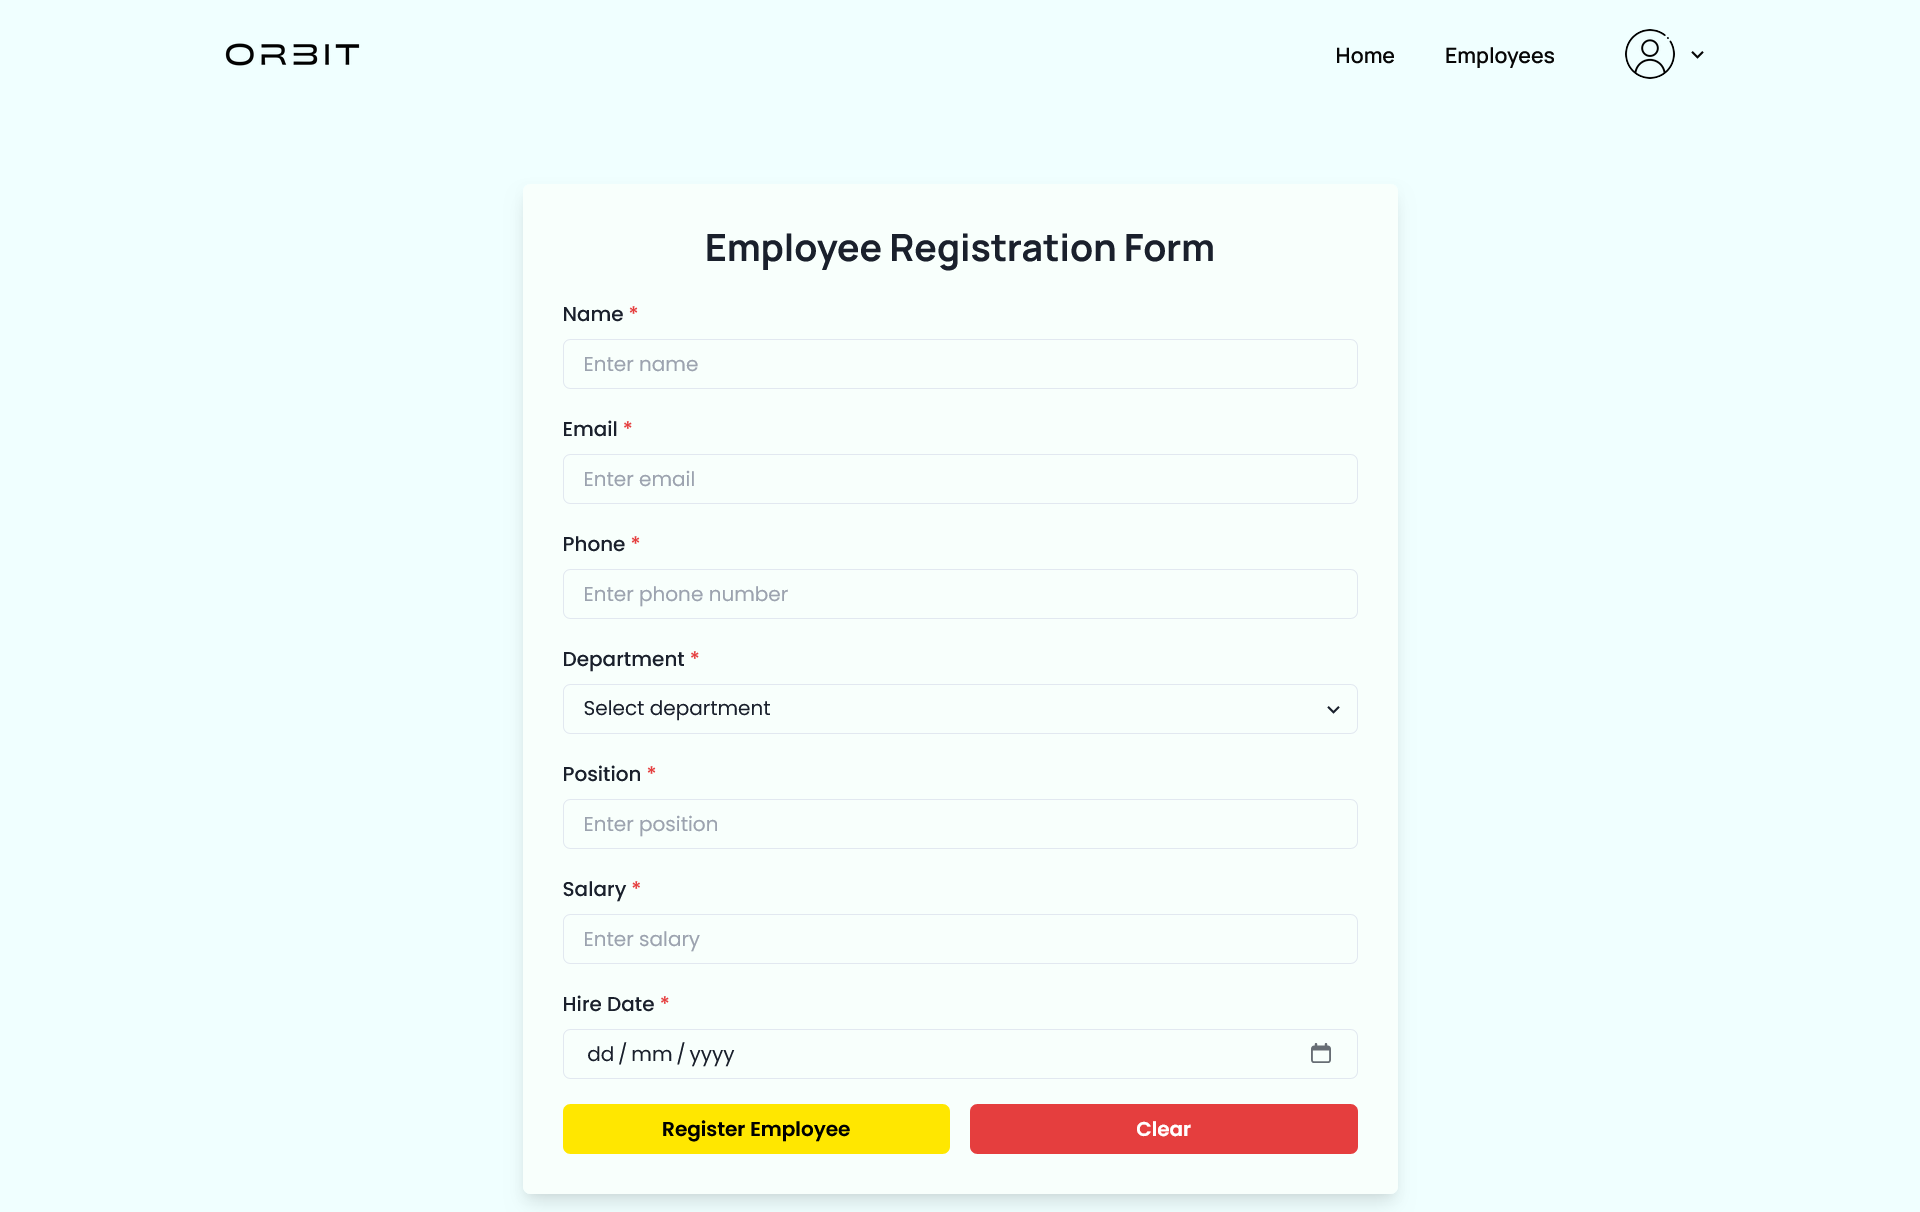 ORBIT
Home
Employees
Employee Registration Form
Name *
Enter name
Email *
Enter email
Phone *
Enter phone number
Department *
Select department
Position *
Enter position
Salary *
Enter salary
Hire Date *
dd / mm / yyyy
Register Employee
Clear